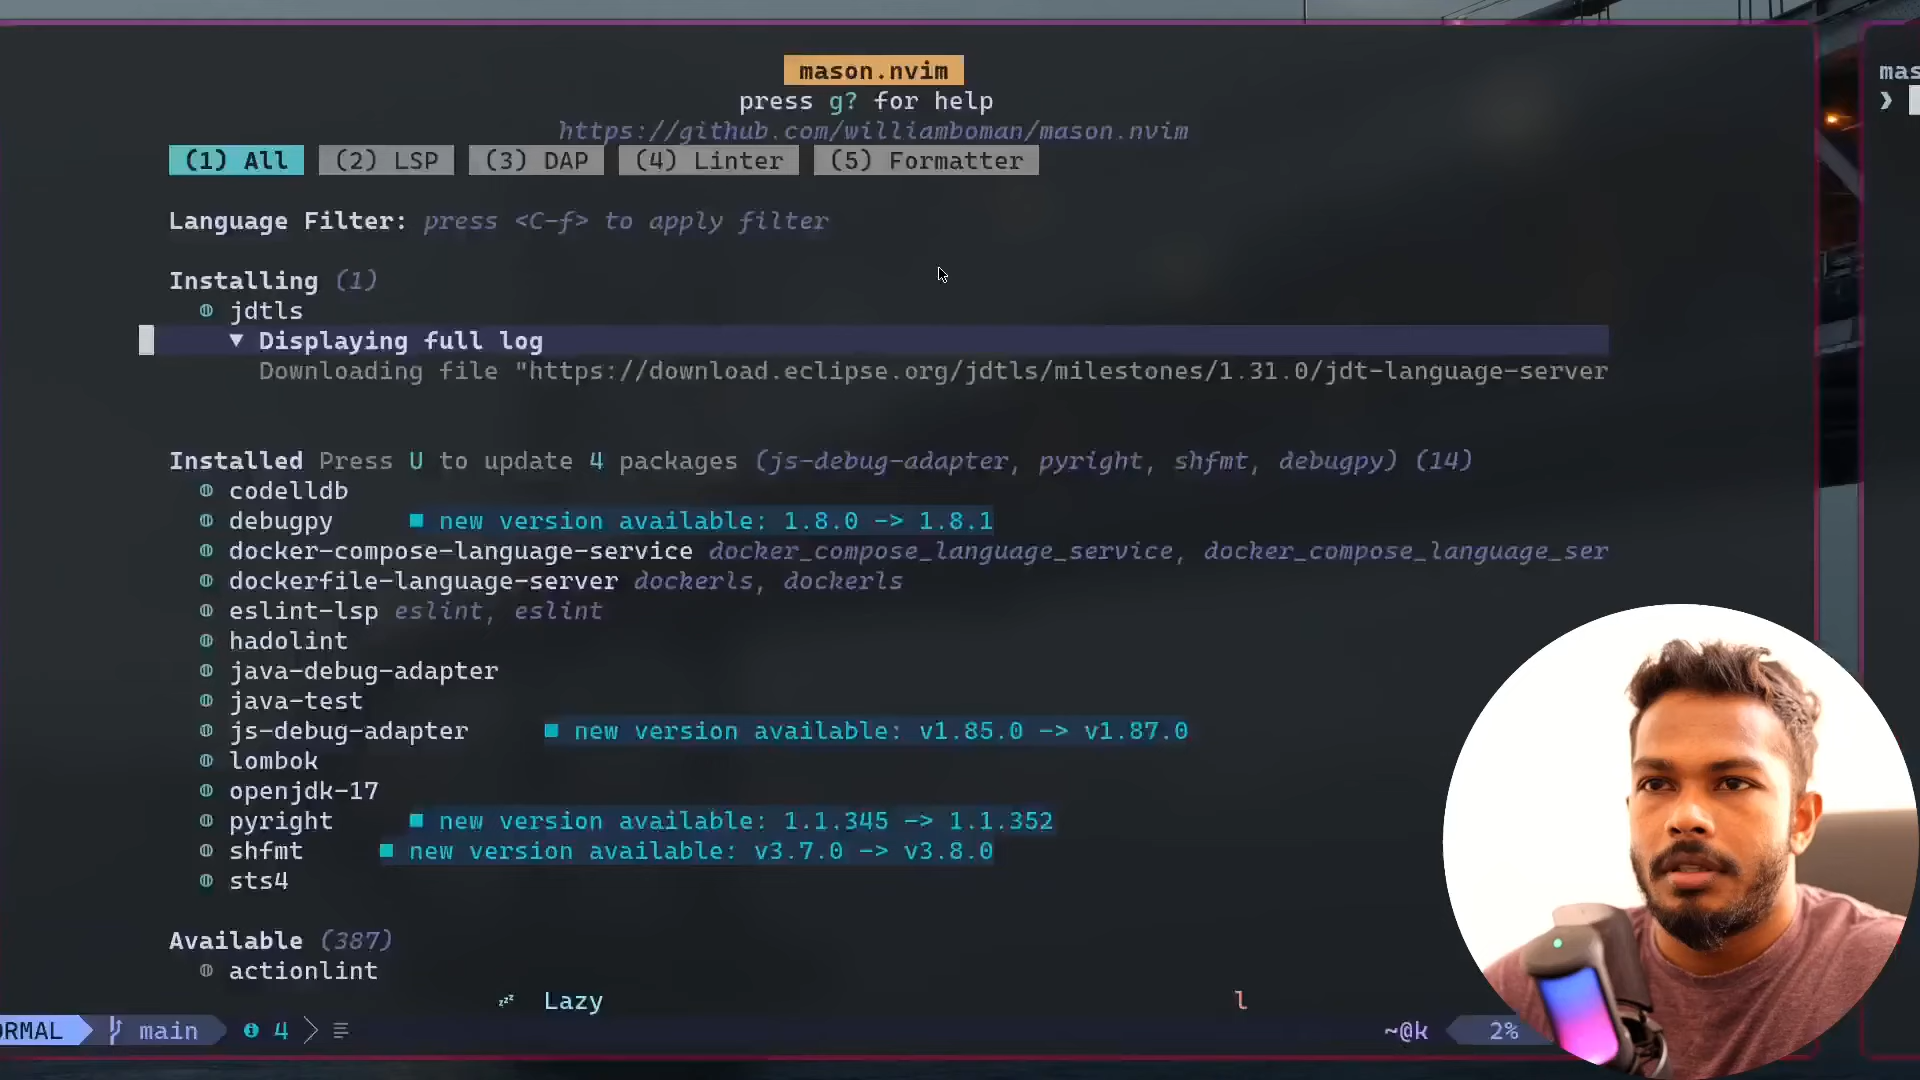 mason.nvim
press g? for help
https://github.com/williamboman/mason.nvim
(1) All (2) LSP (3) DAP (4) Linter (5) Formatter
Language Filter: press <C-f> to apply filter
Installing (1)
jdtls
▼ Displaying full log
Downloading file "https://download.eclipse.org/jdtls/milestones/1.31.0/jdt-language-server
Installed Press U to update 4 packages (js-debug-adapter, pyright, shfmt, debugpy) (14)
codelldb
debugpy ■ new version available: 1.8.0 -> 1.8.1
docker-compose-language-service docker_compose_language_service, docker_compose_language_ser
dockerfile-language-server dockerls, dockerls
eslint-lsp eslint, eslint
hadolint
java-debug-adapter
java-test
js-debug-adapter ■ new version available: v1.85.0 -> v1.87.0
lombok
openjdk-17
pyright ■ new version available: 1.1.345 -> 1.1.352
shfmt ■ new version available: v3.7.0 -> v3.8.0
sts4
Available (387)
actionlint
zzz Lazy l
ORMAL main 4 ~@k 2%
mas
❯